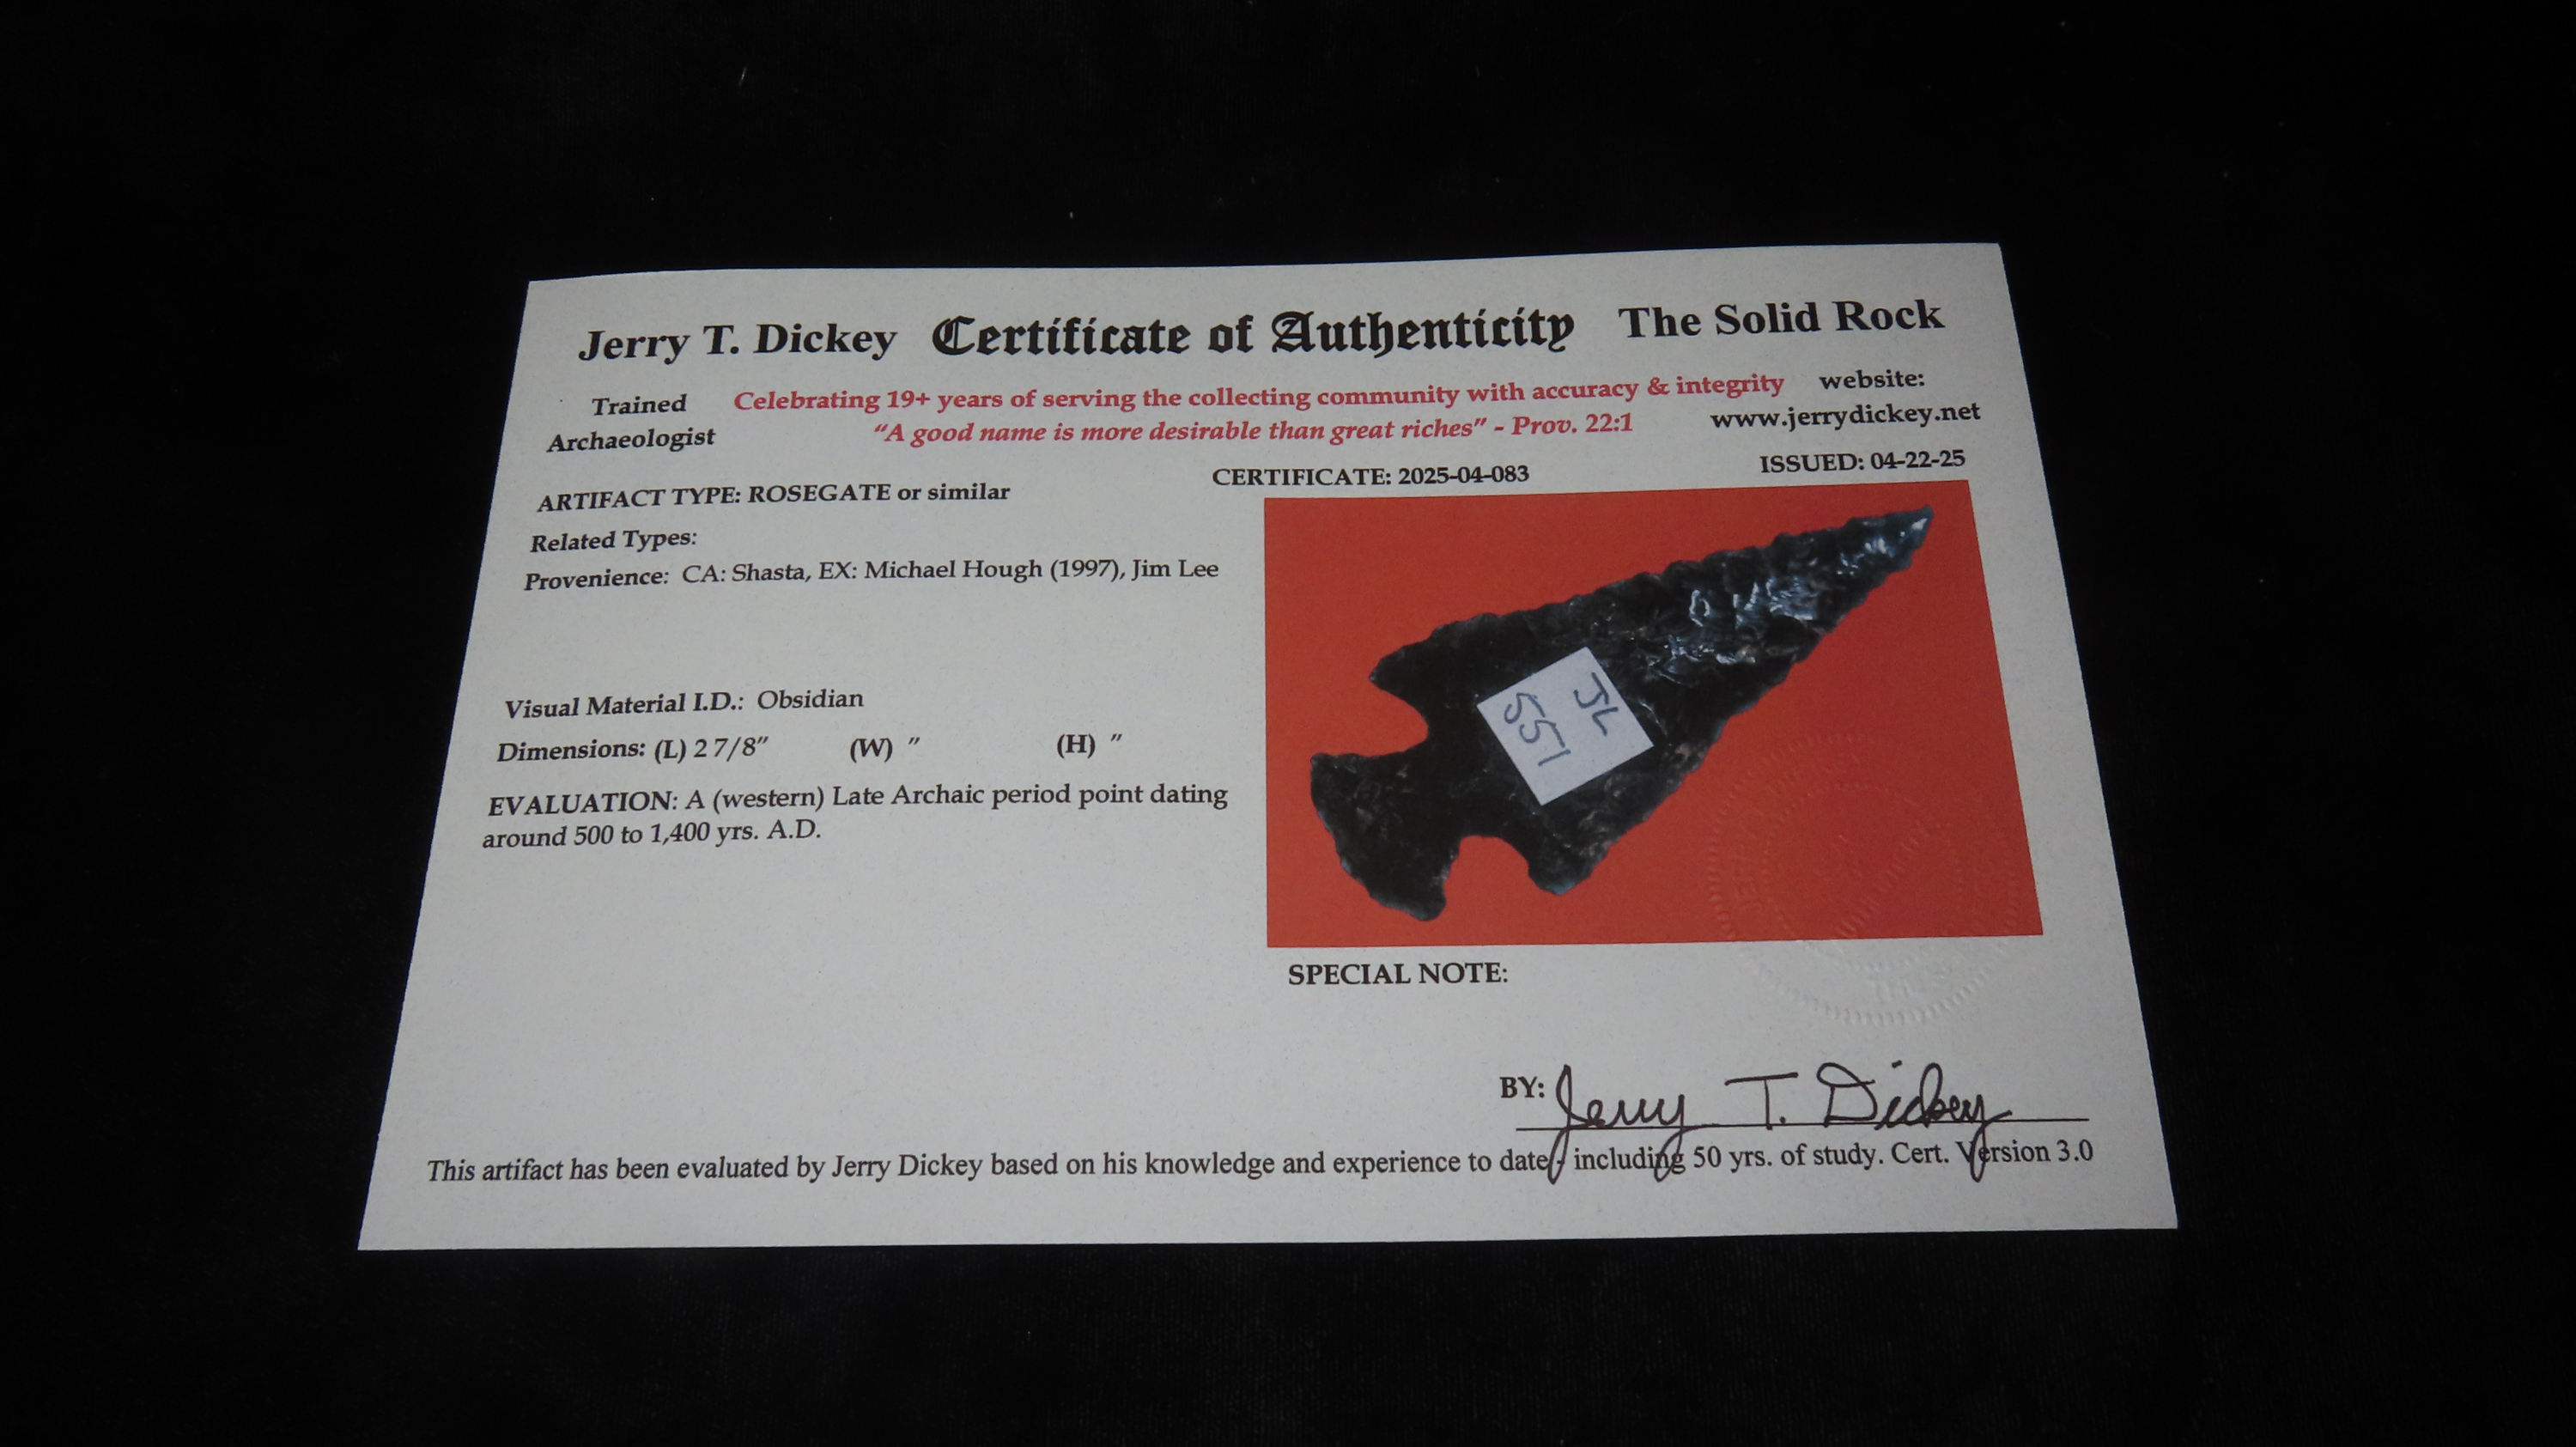 Jerry T. Dickey Certificate of Authenticity The Solid Rock
Trained
Archaeologist
Celebrating 19+ years of serving the collecting community with accuracy & integrity
"A good name is more desirable than great riches" - Prov. 22:1
website:
www.jerrydickey.net
ARTIFACT TYPE: ROSEGATE or similar
CERTIFICATE: 2025-04-083
ISSUED: 04-22-25
Related Types:
Provenience: CA: Shasta, EX: Michael Hough (1997), Jim Lee
Visual Material I.D.: Obsidian
Dimensions: (L) 2 7/8" (W) " (H) "
EVALUATION: A (western) Late Archaic period point dating
around 500 to 1,400 yrs. A.D.
JL
551
SPECIAL NOTE:
BY: Jerry T. Dickey
This artifact has been evaluated by Jerry Dickey based on his knowledge and experience to date - including 50 yrs. of study. Cert. Version 3.0